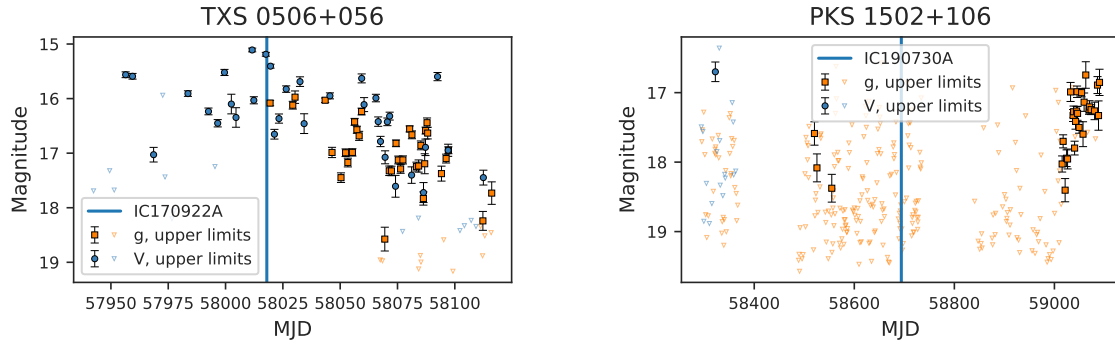 TXS 0506+056
15
16
17
18
19
Magnitude
IC170922A
g, upper limits
V, upper limits
57950 57975 58000 58025 58050 58075 58100
MJD
PKS 1502+106
17
18
19
Magnitude
IC190730A
g, upper limits
V, upper limits
58400 58600 58800 59000
MJD